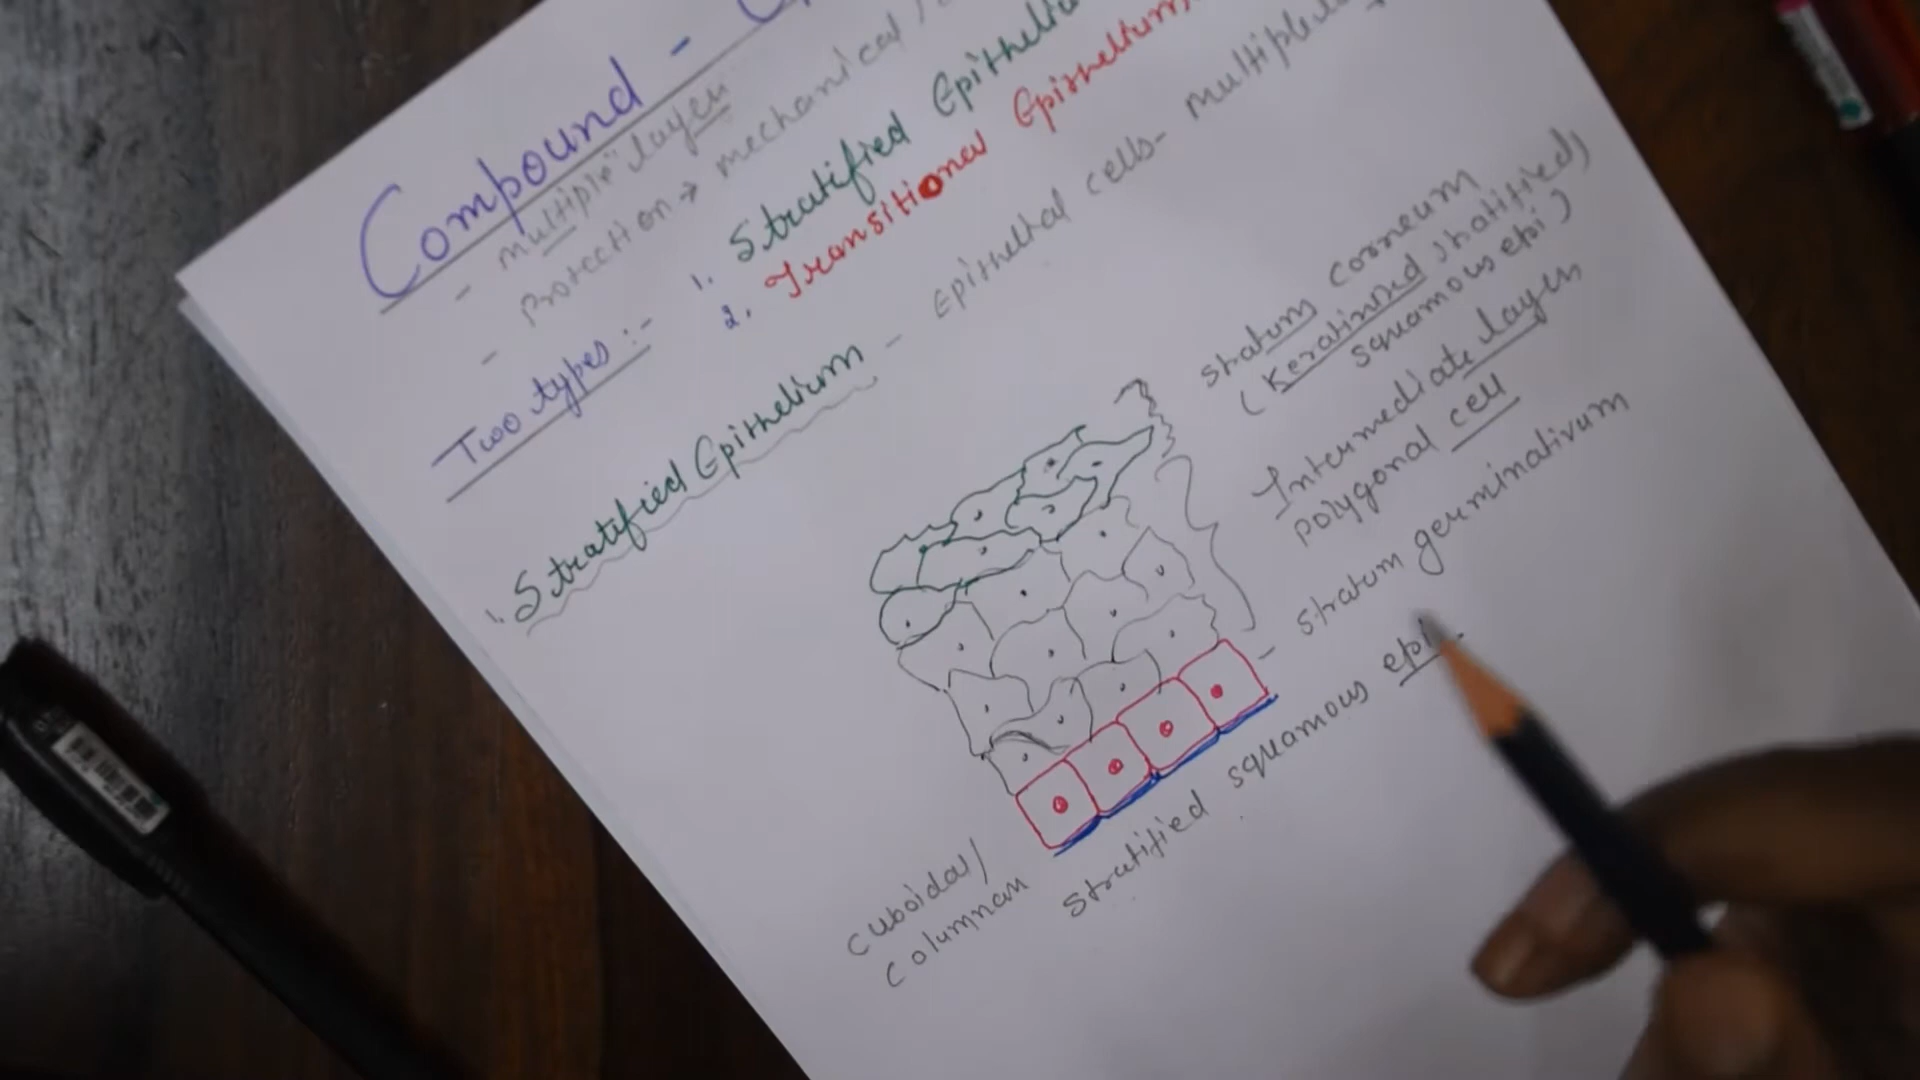 Compound -
- multiple layer
- Protection → mechanical /
Two types :-
1. Stratified Epithelium
2. Transitional Epithelium
1. Stratified Epithelium - Epithelial cells- multiple
stratum corneum
(Keratinized stratified
squamous epi)
Intermediate layer
polygonal cell
- stratum germinativum
cuboidal/
columnar
stratified squamous epi.